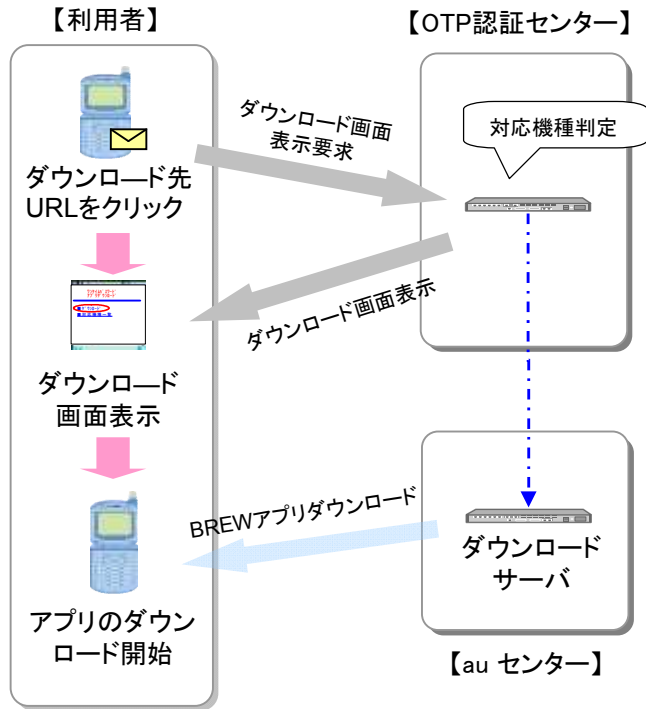 【利用者】
【OTP認証センター】
ダウンロード画面
表示要求
対応機種判定
ダウンロード先
URLをクリック
ダウンロード画面表示
ダウンロード
画面表示
BREWアプリダウンロード
ダウンロード
サーバ
アプリのダウン
ロード開始
【au センター】